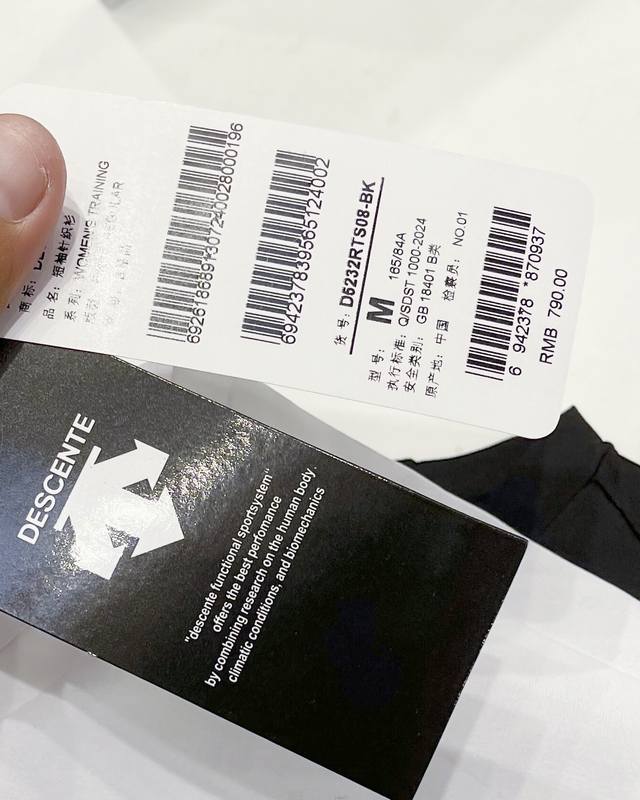 商标:
品名: 短袖针织衫
系列: WOMEN'S TRAINING
69261868913072400280001​96
6942378395651240​02
货号: D6232RTS08-BK
型号: M 165/84A
执行标准: Q/SDST 1000-2024
安全类别: GB 18401 B类
原产地: 中国 检察员: NO.01
6 942378 *870937
RMB 790.00
DESCENTE
"descente functional sportsystem"
offers the best perfomance
by combining research on the human body,
climatic conditions, and biomechanics